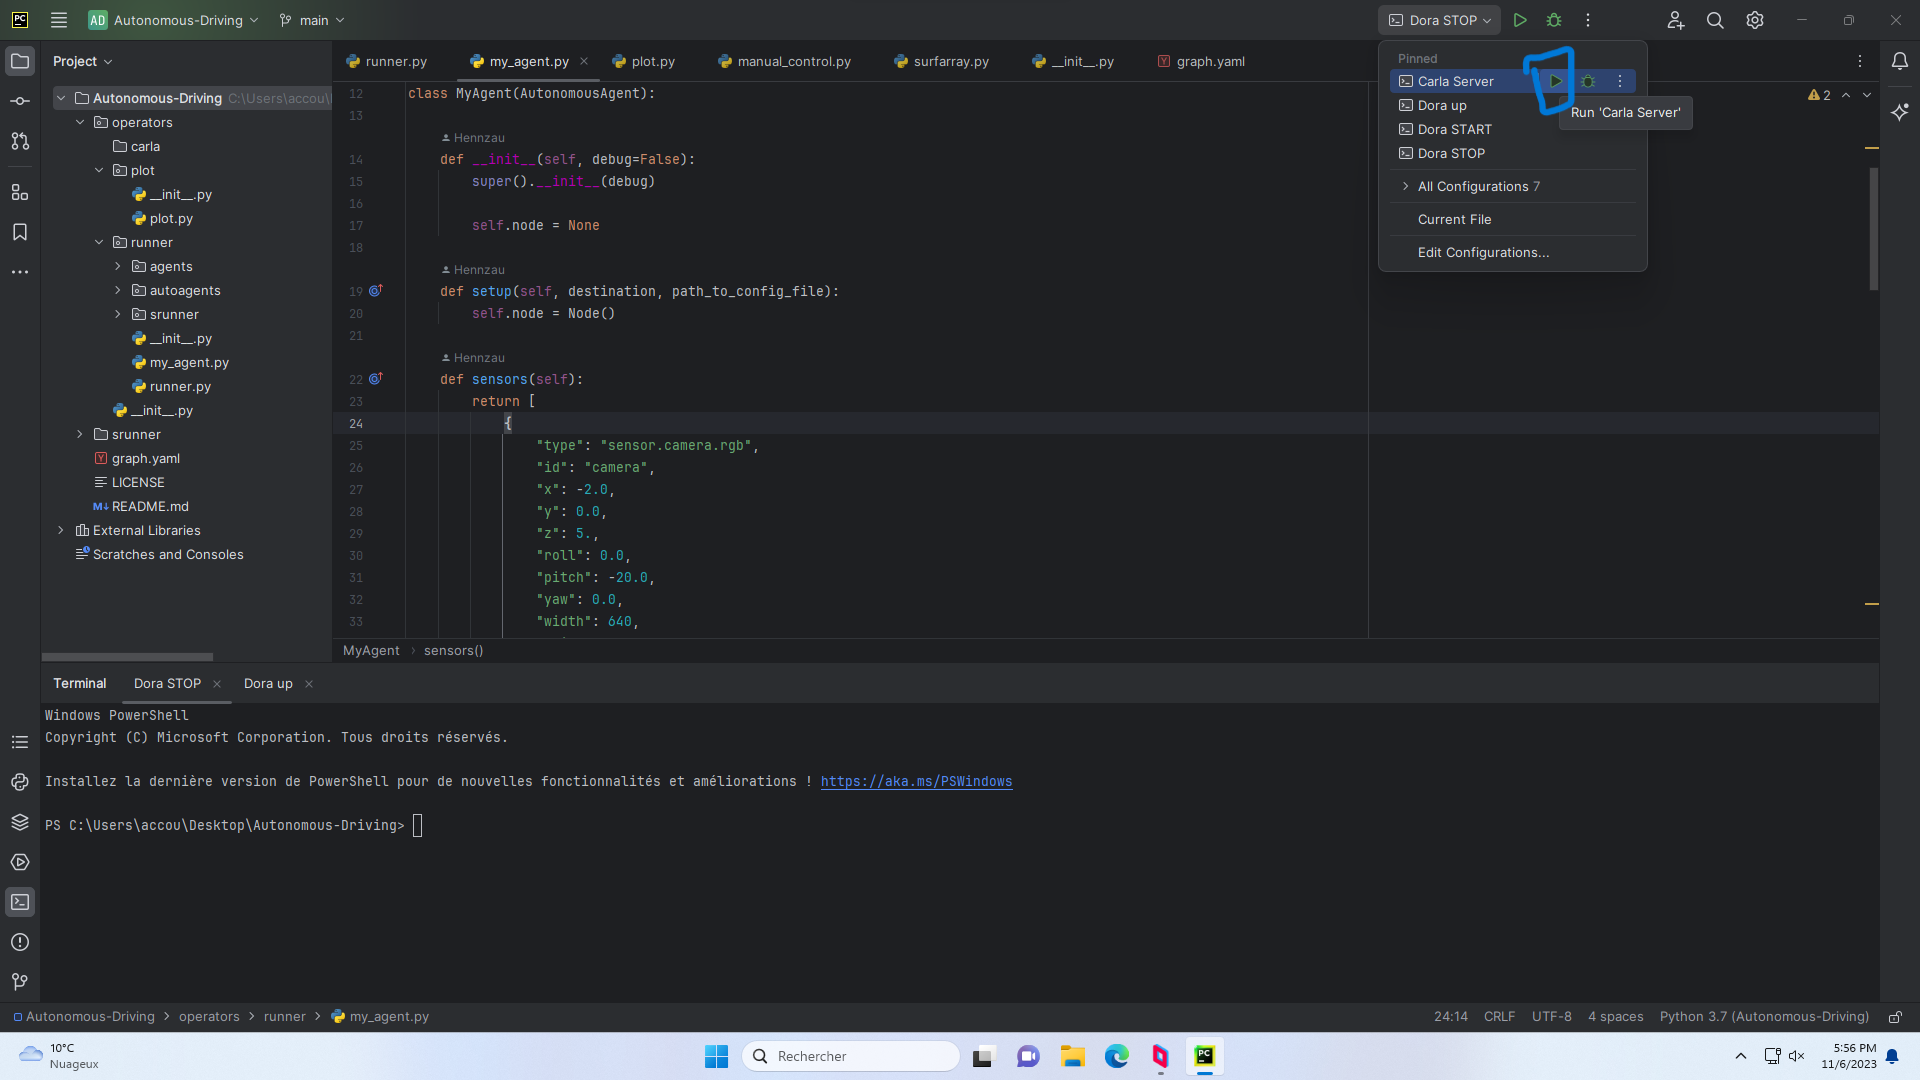 PC AD Autonomous-Driving main Dora STOP
Project
runner.py my_agent.py plot.py manual_control.py surfarray.py __init__.py graph.yaml
Autonomous-Driving C:\Users\accou\
operators
carla
plot
__init__.py
plot.py
runner
agents
autoagents
srunner
__init__.py
my_agent.py
runner.py
__init__.py
srunner
graph.yaml
LICENSE
README.md
External Libraries
Scratches and Consoles
12 class MyAgent(AutonomousAgent):
13
Hennzau
14 def __init__(self, debug=False):
15 super().__init__(debug)
16
17 self.node = None
18
Hennzau
19 def setup(self, destination, path_to_config_file):
20 self.node = Node()
21
Hennzau
22 def sensors(self):
23 return [
24 {
25 "type": "sensor.camera.rgb",
26 "id": "camera",
27 "x": -2.0,
28 "y": 0.0,
29 "z": 5.,
30 "roll": 0.0,
31 "pitch": -20.0,
32 "yaw": 0.0,
33 "width": 640,
MyAgent > sensors()
2
Pinned
Carla Server
Dora up
Dora START
Dora STOP
All Configurations 7
Current File
Edit Configurations...
Run 'Carla Server'
Terminal Dora STOP Dora up
Windows PowerShell
Copyright (C) Microsoft Corporation. Tous droits réservés.
Installez la dernière version de PowerShell pour de nouvelles fonctionnalités et améliorations ! https://aka.ms/PSWindows
PS C:\Users\accou\Desktop\Autonomous-Driving>
Autonomous-Driving > operators > runner > my_agent.py
24:14 CRLF UTF-8 4 spaces Python 3.7 (Autonomous-Driving)
10°C
Nuageux
Rechercher
PC
5:56 PM
11/6/2023